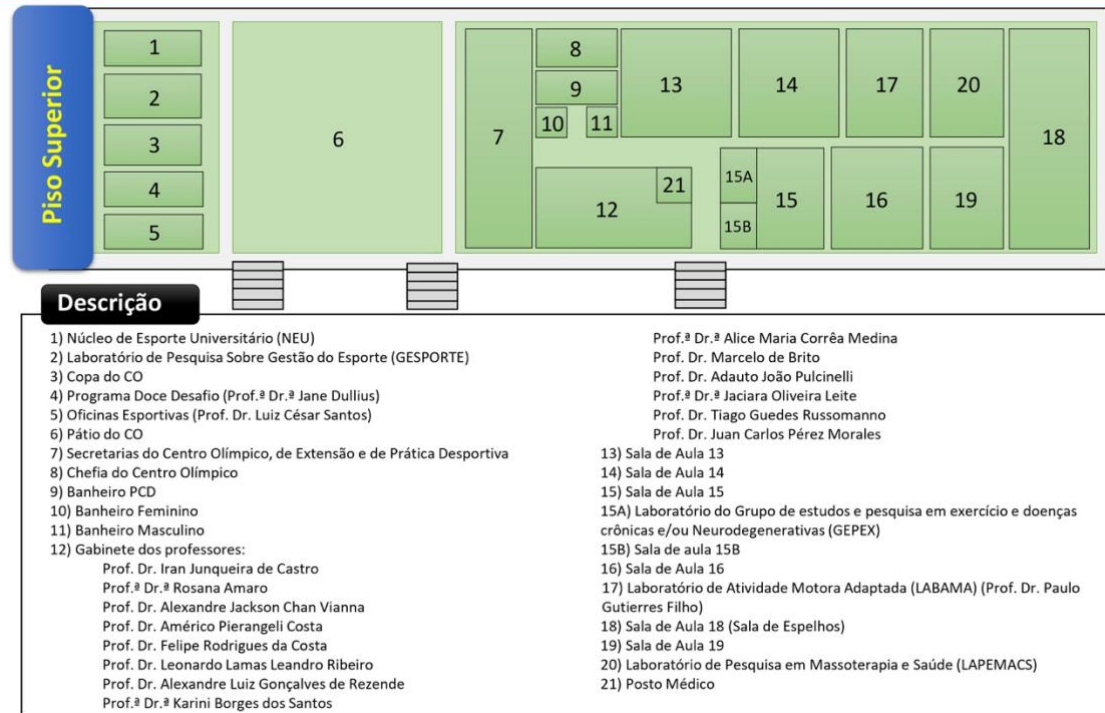 Piso Superior
1
2
3
4
5
6
7
8
9
10
11
12
21
13
14
15A
15B
15
16
17
20
19
18
Descrição
1) Núcleo de Esporte Universitário (NEU)
2) Laboratório de Pesquisa Sobre Gestão do Esporte (GESPORTE)
3) Copa do CO
4) Programa Doce Desafio (Prof.ª Dr.ª Jane Dullius)
5) Oficinas Esportivas (Prof. Dr. Luiz César Santos)
6) Pátio do CO
7) Secretarias do Centro Olímpico, de Extensão e de Prática Desportiva
8) Chefia do Centro Olímpico
9) Banheiro PCD
10) Banheiro Feminino
11) Banheiro Masculino
12) Gabinete dos professores:
Prof. Dr. Iran Junqueira de Castro
Prof.ª Dr.ª Rosana Amaro
Prof. Dr. Alexandre Jackson Chan Vianna
Prof. Dr. Américo Pierangeli Costa
Prof. Dr. Felipe Rodrigues da Costa
Prof. Dr. Leonardo Lamas Leandro Ribeiro
Prof. Dr. Alexandre Luiz Gonçalves de Rezende
Prof.ª Dr.ª Karini Borges dos Santos
Prof.ª Dr.ª Alice Maria Corrêa Medina
Prof. Dr. Marcelo de Brito
Prof. Dr. Adauto João Pulcinelli
Prof.ª Dr.ª Jaciara Oliveira Leite
Prof. Dr. Tiago Guedes Russomanno
Prof. Dr. Juan Carlos Pérez Morales
13) Sala de Aula 13
14) Sala de Aula 14
15) Sala de Aula 15
15A) Laboratório do Grupo de estudos e pesquisa em exercício e doenças
crônicas e/ou Neurodegenerativas (GEPEX)
15B) Sala de aula 15B
16) Sala de Aula 16
17) Laboratório de Atividade Motora Adaptada (LABAMA) (Prof. Dr. Paulo
Gutierres Filho)
18) Sala de Aula 18 (Sala de Espelhos)
19) Sala de Aula 19
20) Laboratório de Pesquisa em Massoterapia e Saúde (LAPEMACS)
21) Posto Médico